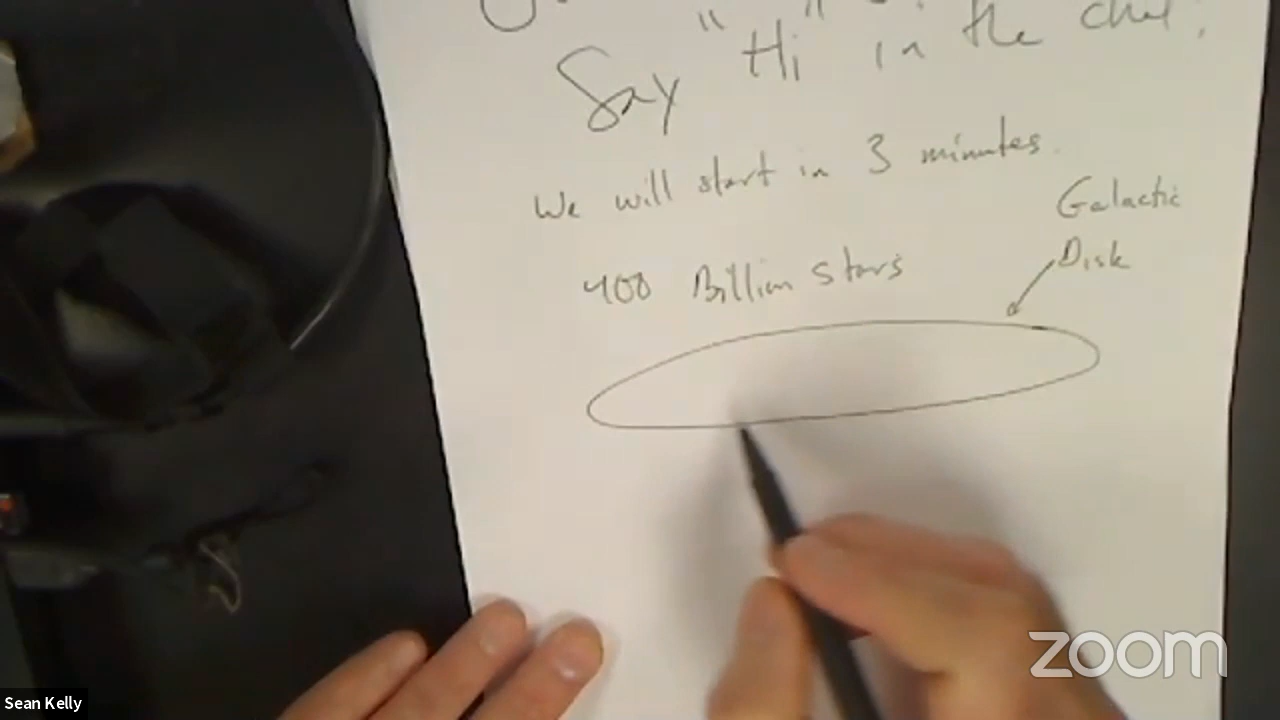 Say "Hi" in the chat.
We will start in 3 minutes.
Galactic
Disk
400 Billion Stars
zoom
Sean Kelly